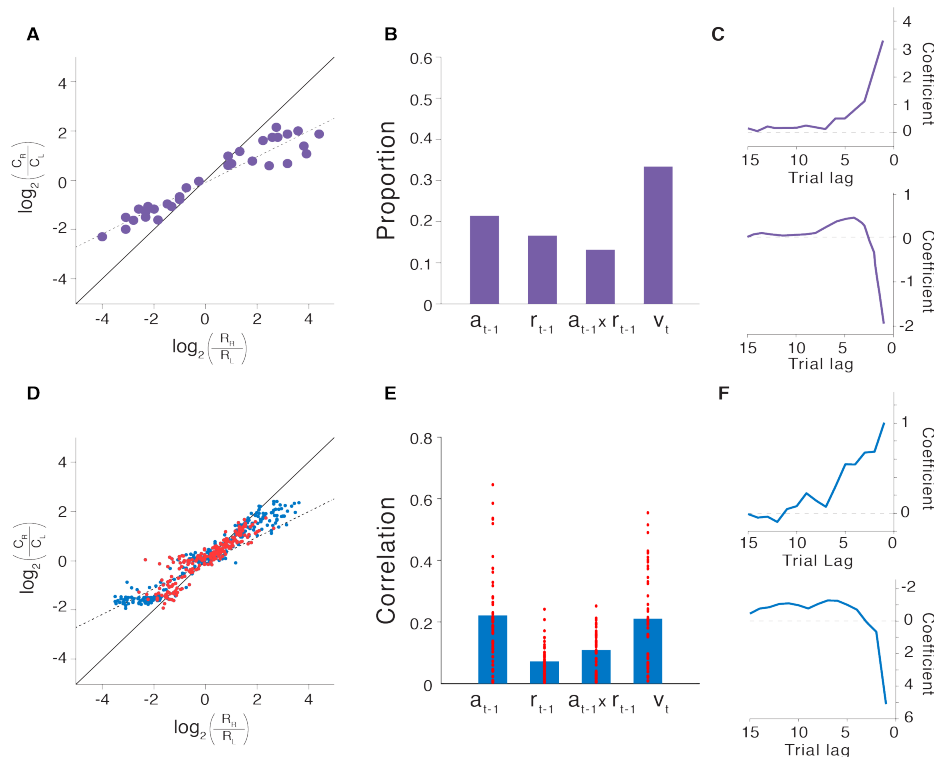 A
4
2
0
-2
-4
-4
-2
0
2
4
log2(CR/CL)
log2(RR/RL)
B
0.6
0.5
0.4
0.3
0.2
0.1
0
Proportion
at-1
rt-1
at-1 x rt-1
vt
C
4
3
2
1
0
Coefficient
15
10
5
0
Trial lag
1
0
-1
-2
Coefficient
15
10
5
0
Trial lag
D
4
2
0
-2
-4
-4
-2
0
2
4
log2(CR/CL)
log2(RR/RL)
E
0.8
0.6
0.4
0.2
0
Correlation
at-1
rt-1
at-1 x rt-1
vt
F
1
0
Coefficient
15
10
5
0
Trial Lag
-2
0
2
4
6
Coefficient
15
10
5
0
Trial lag